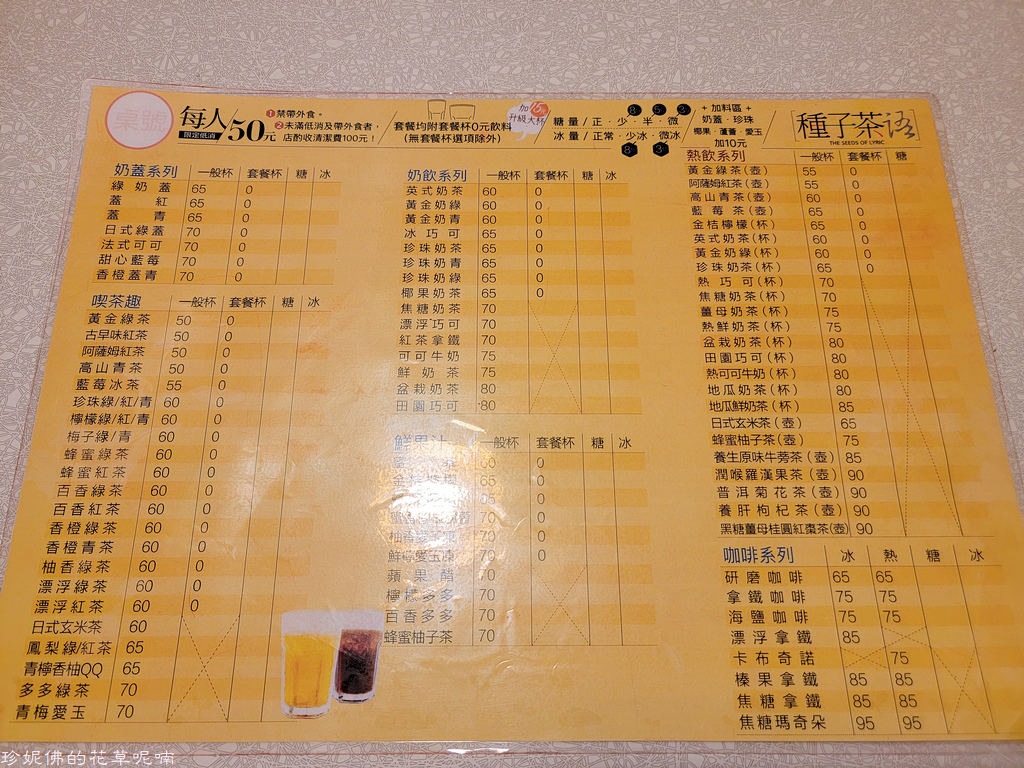 桌號
每人/50元
限定低消
❶禁帶外食。
❷未滿低消及帶外食者，
店酌收清潔費100元！
套餐均附套餐杯0元飲料
(無套餐杯選項除外)
加15元
升級大杯
8 5 3
糖量/正．少．半．微
冰量/正常．少冰．微冰
8 3
+加料區+
奶蓋．珍珠
椰果．蘆薈．愛玉
加10元
種子茶語
THE SEEDS OF LYRIC
奶蓋系列 一般杯 套餐杯 糖 冰
綠奶蓋 65 0
蓋紅 65 0
蓋青 65 0
日式綠蓋 70 0
法式可可 70 0
甜心藍莓 70 0
香橙蓋青 70 0
喫茶趣 一般杯 套餐杯 糖 冰
黃金綠茶 50 0
古早味紅茶 50 0
阿薩姆紅茶 50 0
高山青茶 50 0
藍莓冰茶 55 0
珍珠綠/紅/青 60 0
檸檬綠/紅/青 60 0
梅子綠/青 60 0
蜂蜜綠茶 60 0
蜂蜜紅茶 60 0
百香綠茶 60 0
百香紅茶 60 0
香橙綠茶 60 0
香橙青茶 60 0
柚香綠茶 60 0
漂浮綠茶 60 0
漂浮紅茶 60 0
日式玄米茶 60
鳳梨綠/紅茶 65
青檸香柚QQ 65
多多綠茶 70
青梅愛玉 70
奶飲系列 一般杯 套餐杯 糖 冰
英式奶茶 60 0
黃金奶綠 60 0
黃金奶青 60 0
冰巧可 65 0
珍珠奶茶 65 0
珍珠奶青 65 0
珍珠奶綠 65 0
椰果奶茶 65 0
焦糖奶茶 70
漂浮巧可 70
紅茶拿鐵 70
可可牛奶 75
鮮奶茶 75
盆栽奶茶 80
田園巧可 80
鮮果汁 一般杯 套餐杯 糖 冰
60 0
65 0
65 0
70 0
70 0
鮮檸愛玉凍 70 0
蘋果醋 70
檸檬多多 70
百香多多 70
蜂蜜柚子茶 70
熱飲系列 一般杯 套餐杯 糖
黃金綠茶(壺) 55 0
阿薩姆紅茶(壺) 55 0
高山青茶(壺) 60 0
藍莓茶(壺) 65 0
金桔檸檬(杯) 65 0
英式奶茶(杯) 60 0
黃金奶綠(杯) 60 0
珍珠奶茶(杯) 65 0
熱巧可(杯) 70
焦糖奶茶(杯) 70
薑母奶茶(杯) 75
熱鮮奶茶(杯) 75
盆栽奶茶(杯) 80
田園巧可(杯) 80
熱可可牛奶(杯) 80
地瓜奶茶(杯) 80
地瓜鮮奶茶(杯) 85
日式玄米茶(壺) 65
蜂蜜柚子茶(壺) 75
養生原味牛蒡茶(壺) 85
潤喉羅漢果茶(壺) 90
普洱菊花茶(壺) 90
養肝枸杞茶(壺) 90
黑糖薑母桂圓紅棗茶(壺) 90
咖啡系列 冰 熱 糖 冰
研磨咖啡 65 65
拿鐵咖啡 75 75
海鹽咖啡 75 75
漂浮拿鐵 85
卡布奇諾 75
榛果拿鐵 85 85
焦糖拿鐵 85 85
焦糖瑪奇朵 95 95
珍妮佛的花草呢喃